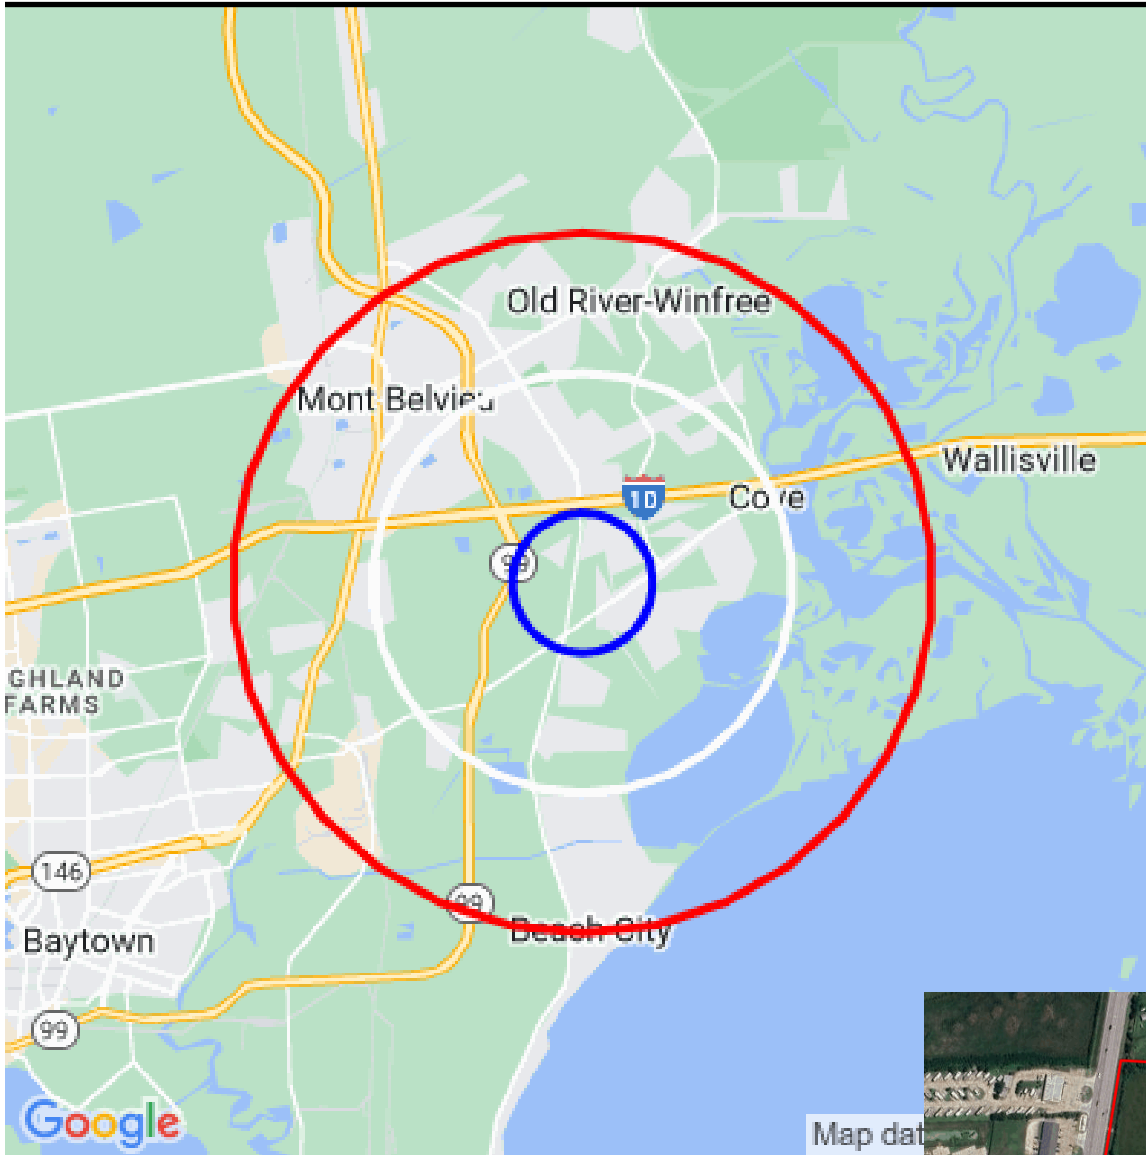 Old River-Winfree
Mont Belvieu
Wallisville
10
Cove
99
GHLAND
FARMS
146
99
Beach City
Baytown
99
Google
Map dat